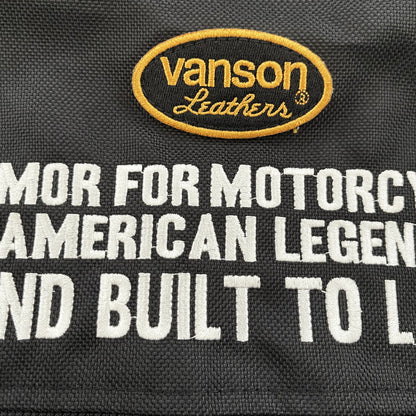 vanson®
Leathers
MOR FOR MOTORCY
AMERICAN LEGEN
ND BUILT TO L